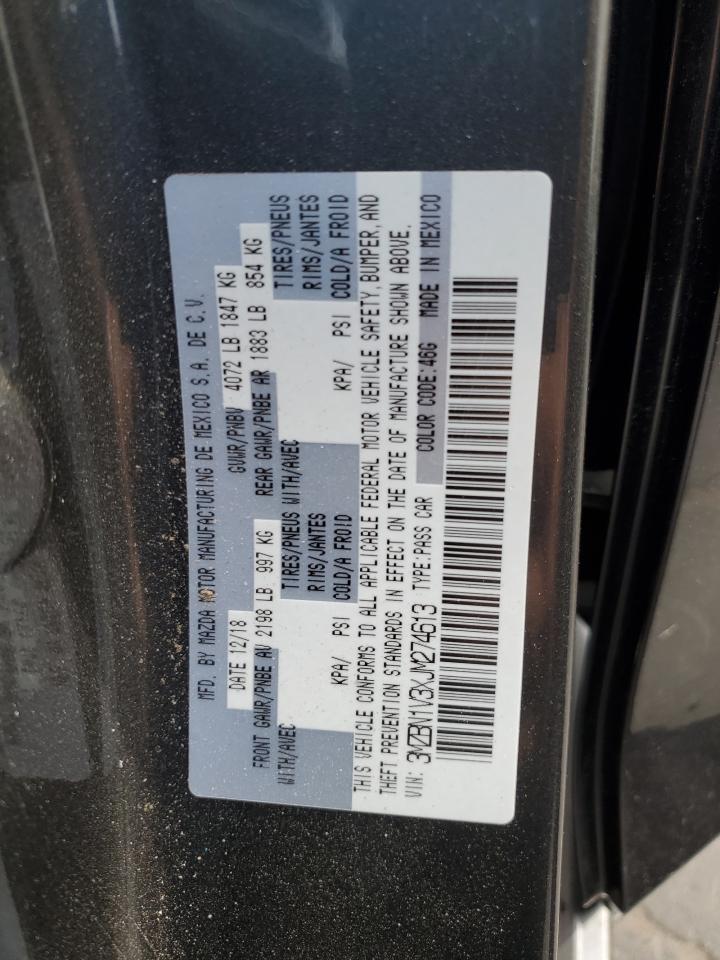 MFD. BY MAZDA MOTOR MANUFACTURING DE MEXICO S.A. DE C.V.
DATE 12/18 GVWR/PNBV 4072 LB 1847 KG
FRONT GAWR/PNBE AV 2198 LB 997 KG REAR GAWR/PNBE AR 1883 LB 854 KG
WITH/AVEC TIRES/PNEUS WITH/AVEC TIRES/PNEUS
RIMS/JANTES RIMS/JANTES
KPA/ PSI COLD/A FROID KPA/ PSI COLD/A FROID
THIS VEHICLE CONFORMS TO ALL APPLICABLE FEDERAL MOTOR VEHICLE SAFETY, BUMPER, AND
THEFT PREVENTION STANDARDS IN EFFECT ON THE DATE OF MANUFACTURE SHOWN ABOVE.
VIN: 3MZBN1V3XJM274613 TYPE:PASS CAR COLOR CODE:46G MADE IN MEXICO